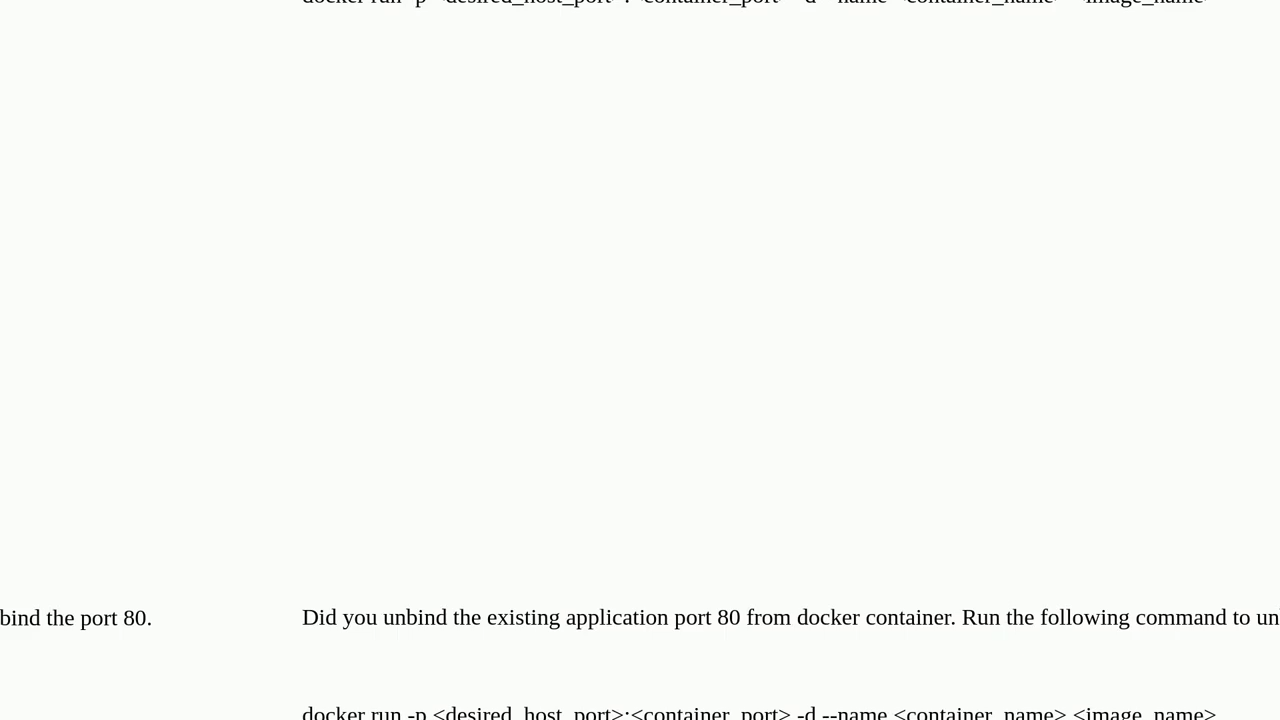 docker run -p <desired_host_port>:<container_port> -d --name <container_name> <image_name>
bind the port 80.
Did you unbind the existing application port 80 from docker container. Run the following command to un
docker run -p <desired_host_port>:<container_port> -d --name <container_name> <image_name>